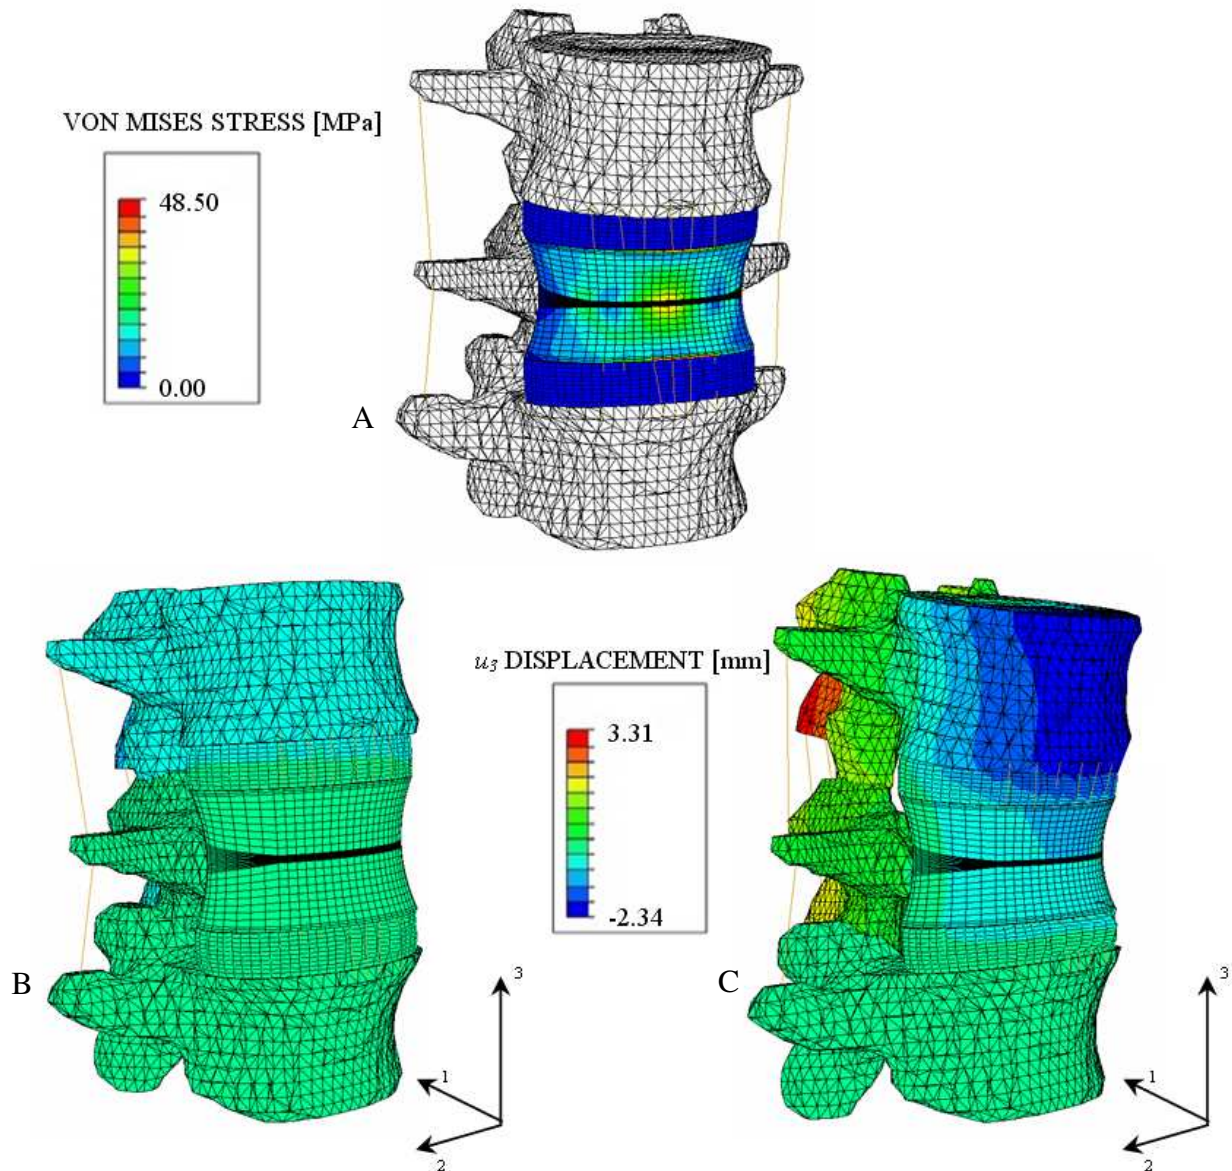 VON MISES STRESS [MPa]
48.50
0.00
A
u₃ DISPLACEMENT [mm]
3.31
-2.34
B
3
1
2
C
3
1
2